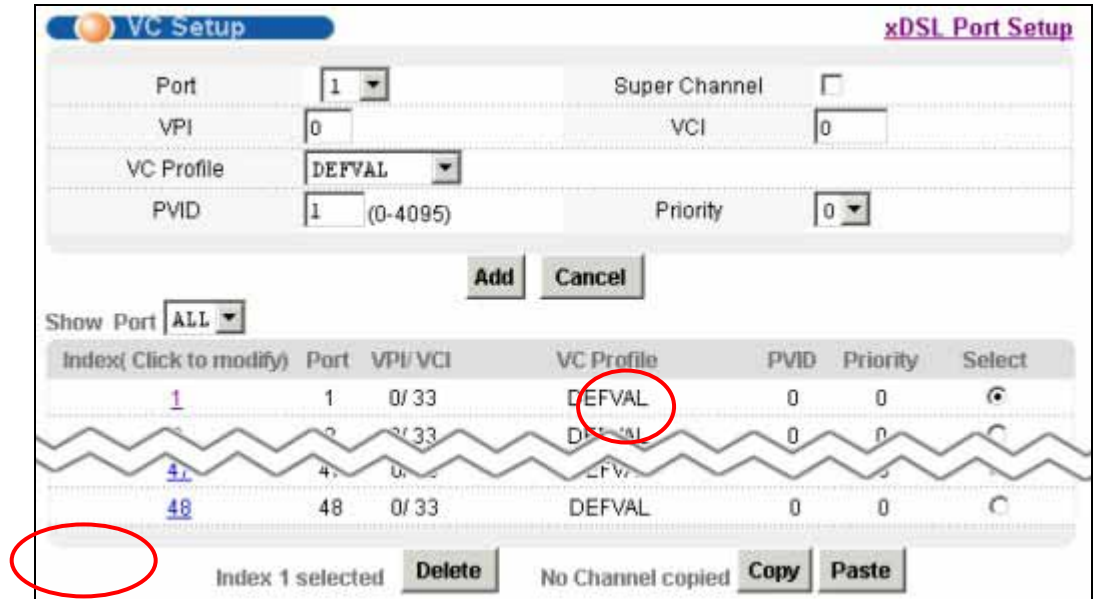 VC Setup xDSL Port Setup
Port 1 Super Channel
VPI 0 VCI 0
VC Profile DEFVAL
PVID 1 (0-4095) Priority 0
Add Cancel
Show Port ALL
Index( Click to modify) Port VPI/ VCI VC Profile PVID Priority Select
1 1 0/ 33 DEFVAL 0 0
33 0
47
48 48 0/ 33 DEFVAL 0 0
Index 1 selected Delete No Channel copied Copy Paste